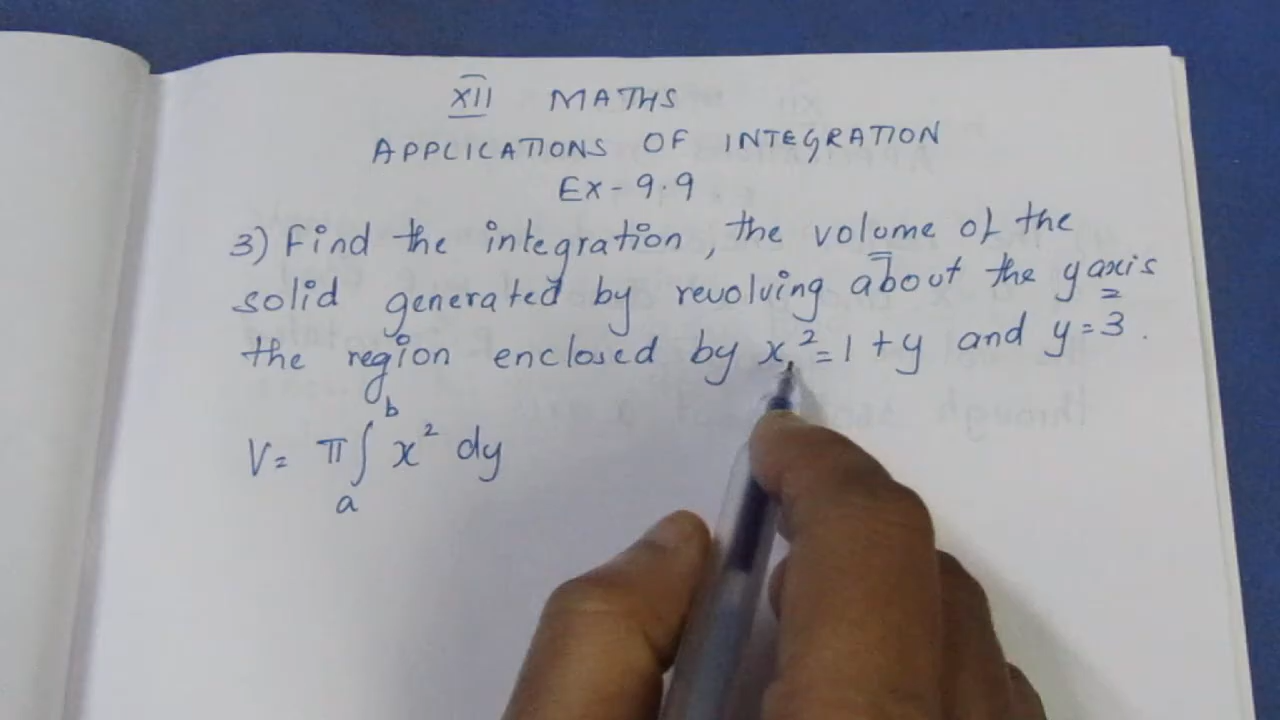 XII MATHS
APPLICATIONS OF INTEGRATION
Ex - 9.9
3) Find the integration, the volume of the
solid generated by revolving about the y axis
the region enclosed by x² = 1 + y and y = 3.
V = π∫ₐᵇ x² dy